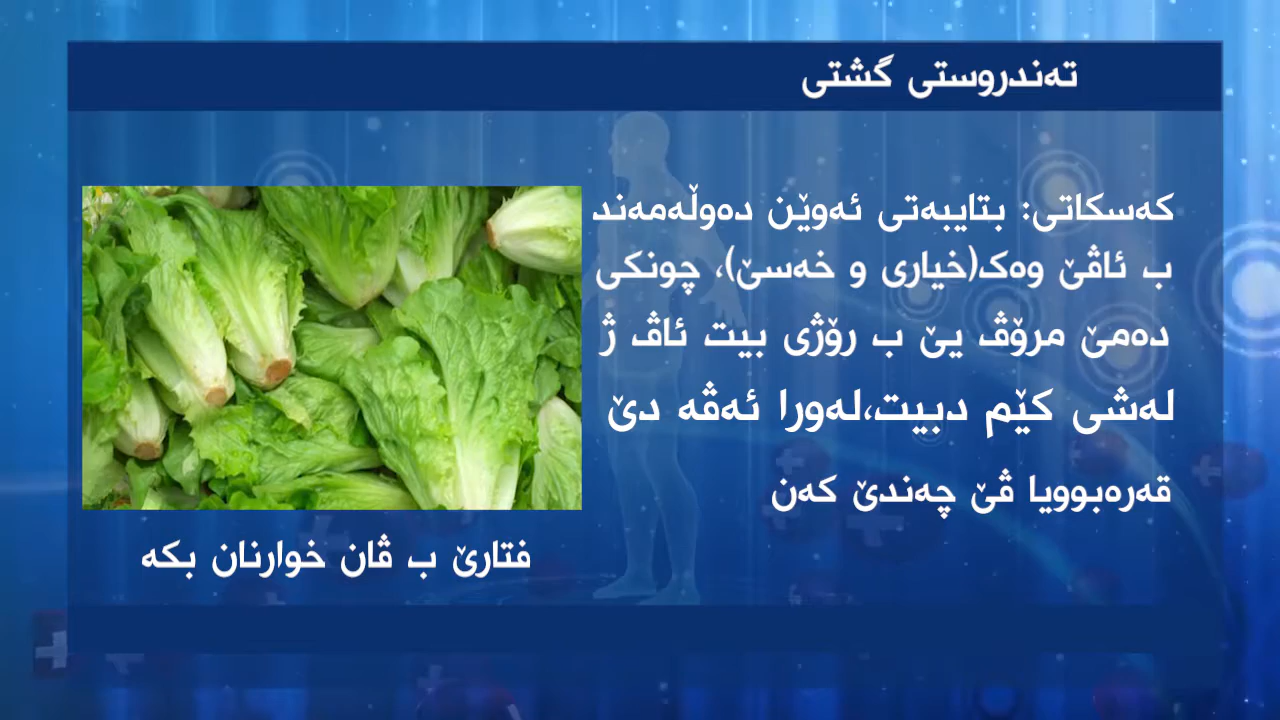 تەندروستی گشتی
کەسکاتی: بتایبەتی ئەوێن دەوڵەمەند
ب ئاڤێ وەک(خیاری و خەسێ)، چونکی
دەمێ مرۆڤ یێ ب رۆژی بیت ئاڤ ژ
لەشی کێم دبیت،لەورا ئەڤە دێ
قەرەبوویا ڤێ چەندێ کەن
فتارێ ب ڤان خوارنان بکە